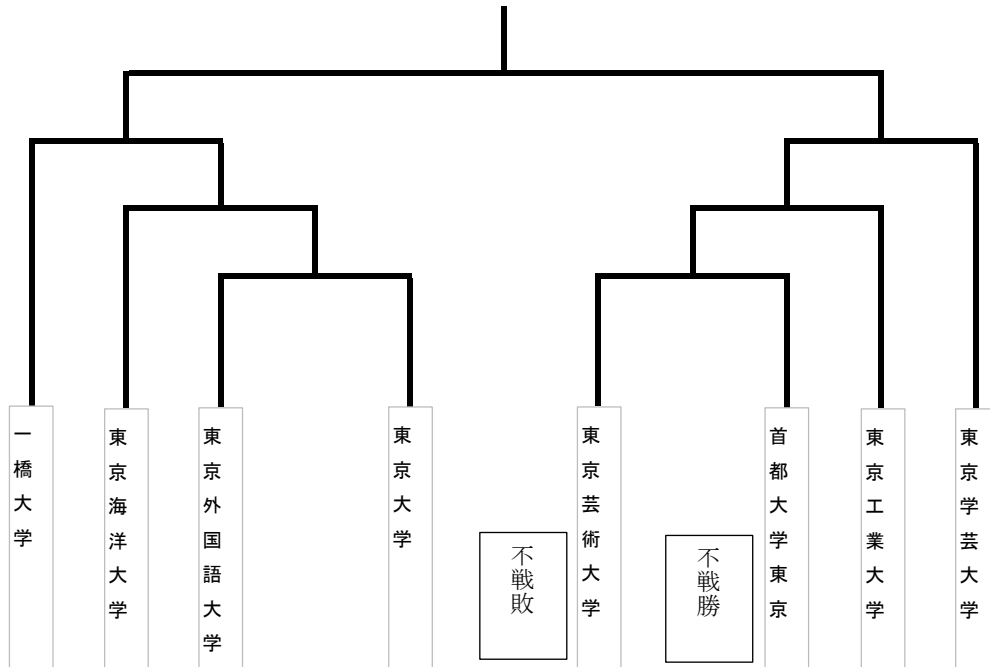 一橋大学
東京海洋大学
東京外国語大学
東京大学
不戦敗
東京芸術大学
不戦勝
首都大学東京
東京工業大学
東京学芸大学